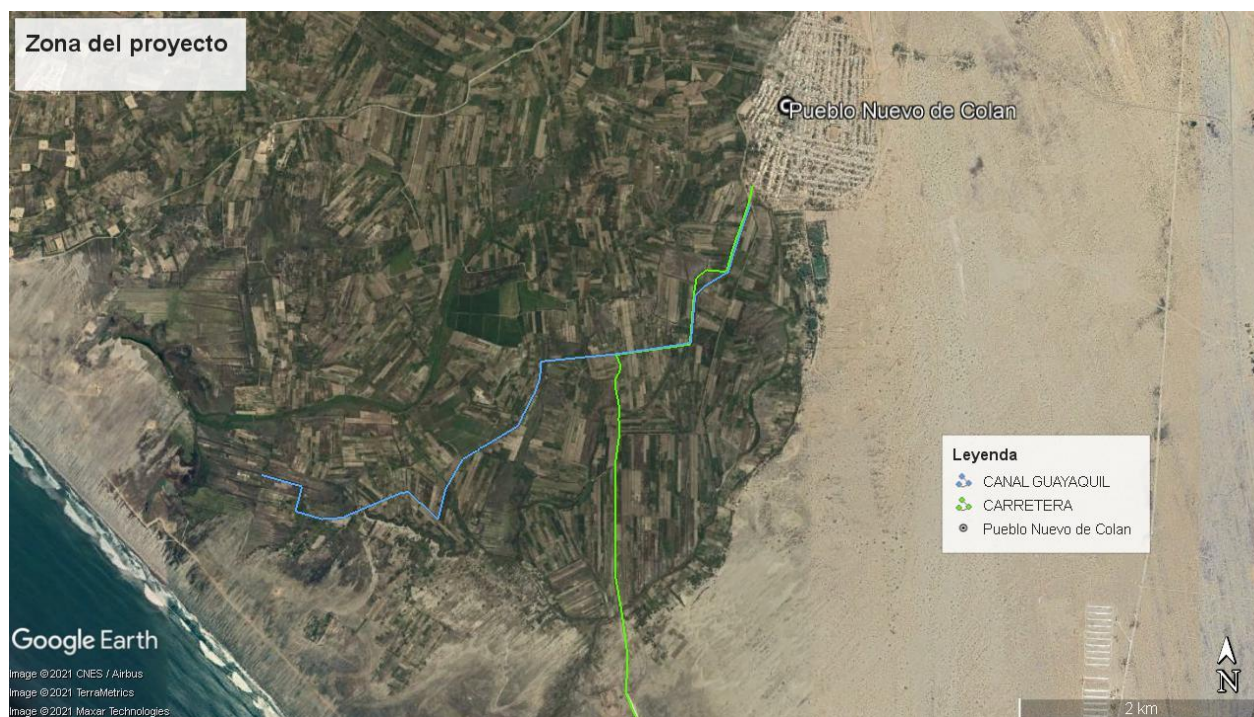 Zona del proyecto
Pueblo Nuevo de Colan
Leyenda
CANAL GUAYAQUIL
CARRETERA
Pueblo Nuevo de Colan
Google Earth
Image © 2021 CNES / Airbus
Image © 2021 TerraMetrics
Image © 2021 Maxar Technologies
N
2 km